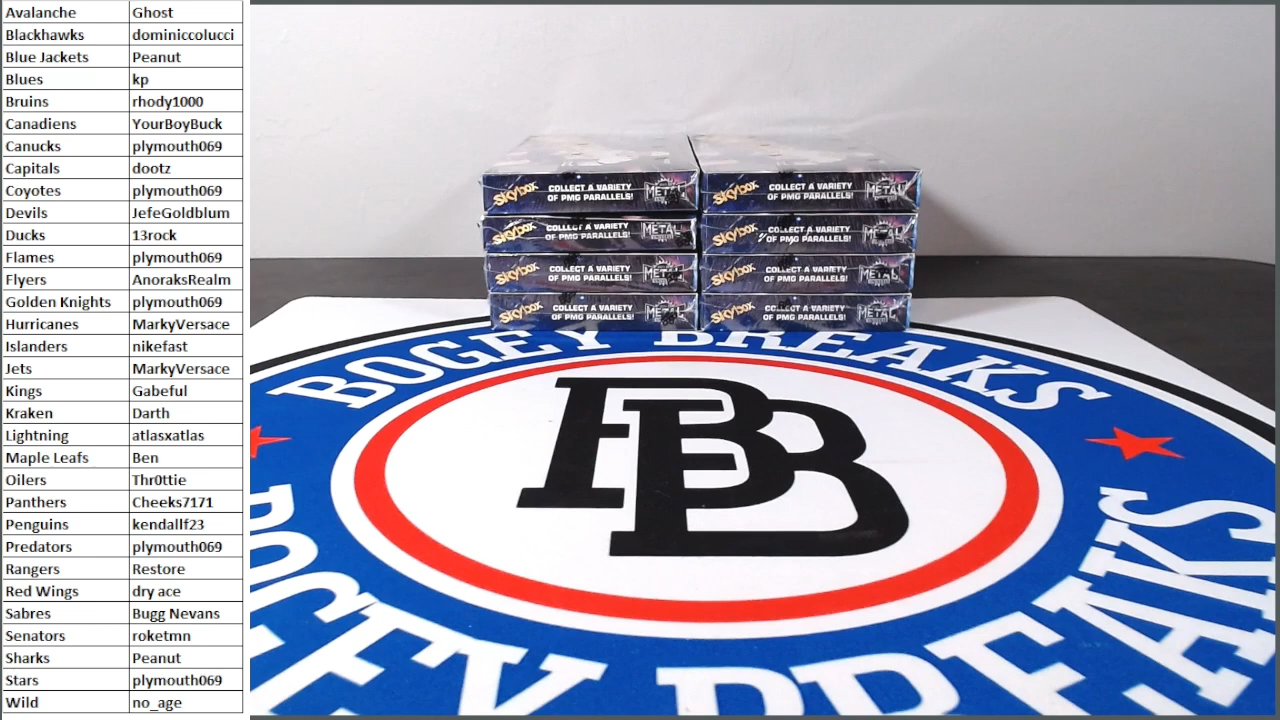 Avalanche Ghost
Blackhawks dominiccolucci
Blue Jackets Peanut
Blues kp
Bruins rhody1000
Canadiens YourBoyBuck
Canucks plymouth069
Capitals dootz
Coyotes plymouth069
Devils JefeGoldblum
Ducks 13rock
Flames plymouth069
Flyers AnoraksRealm
Golden Knights plymouth069
Hurricanes MarkyVersace
Islanders nikefast
Jets MarkyVersace
Kings Gabeful
Kraken Darth
Lightning atlasxatlas
Maple Leafs Ben
Oilers Thr0ttie
Panthers Cheeks7171
Penguins kendallf23
Predators plymouth069
Rangers Restore
Red Wings dry ace
Sabres Bugg Nevans
Senators roketmn
Sharks Peanut
Stars plymouth069
Wild no_age
SKYBOX COLLECT A VARIETY
OF PMG PARALLELS! METAL
SKYBOX COLLECT A VARIETY
OF PMG PARALLELS! METAL
SKYBOX COLLECT A VARIETY
OF PMG PARALLELS! METAL
SKYBOX COLLECT A VARIETY
OF PMG PARALLELS! METAL
SKYBOX COLLECT A VARIETY
OF PMG PARALLELS! METAL
SKYBOX COLLECT A VARIETY
OF PMG PARALLELS! METAL
SKYBOX COLLECT A VARIETY
OF PMG PARALLELS! METAL
SKYBOX COLLECT A VARIETY
OF PMG PARALLELS! METAL
BOGEY BREAKS
BB
BOGEY BREAKS